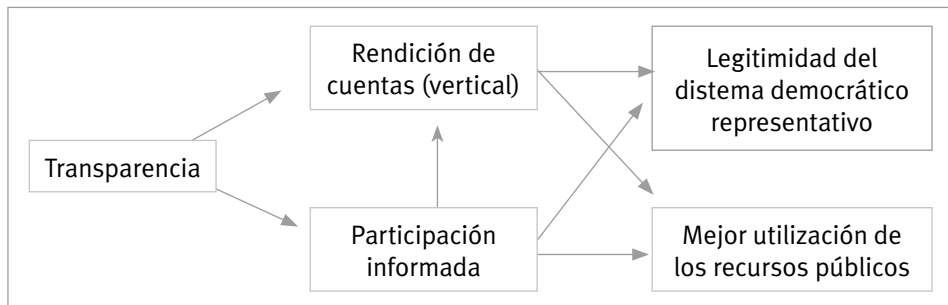 Rendición de
cuentas (vertical)
Legitimidad del
distema democrático
representativo
Transparencia
Participación
informada
Mejor utilización de
los recursos públicos